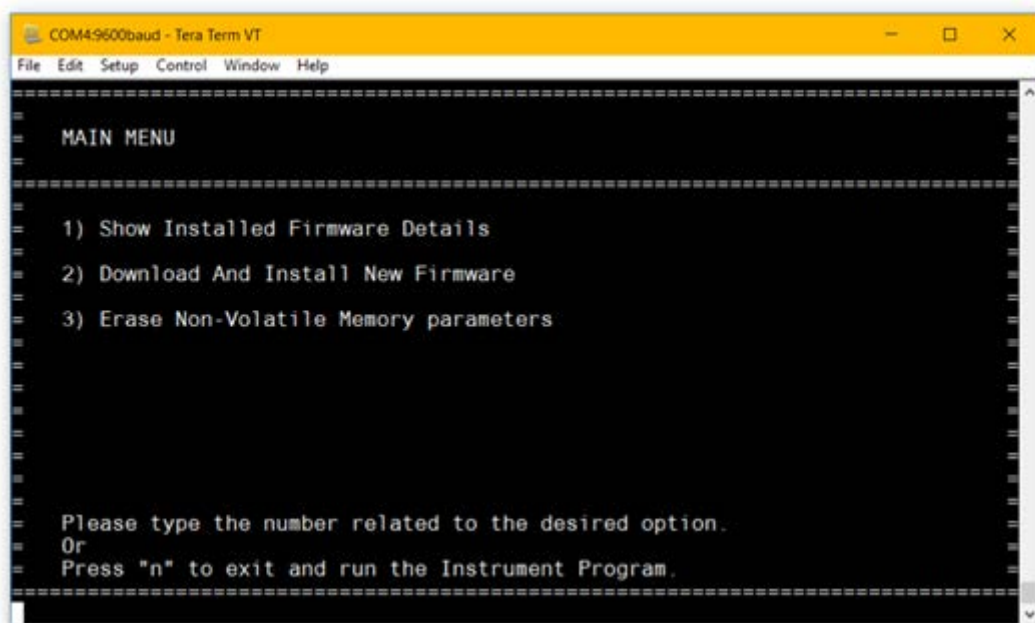 COM4:9600baud - Tera Term VT
File Edit Setup Control Window Help
================================================================================
= =
= MAIN MENU =
= =
================================================================================
= =
= 1) Show Installed Firmware Details =
= =
= 2) Download And Install New Firmware =
= =
= 3) Erase Non-Volatile Memory parameters =
= =
= =
= =
= =
= =
= =
= =
= =
= Please type the number related to the desired option. =
= Or =
= Press "n" to exit and run the Instrument Program. =
================================================================================